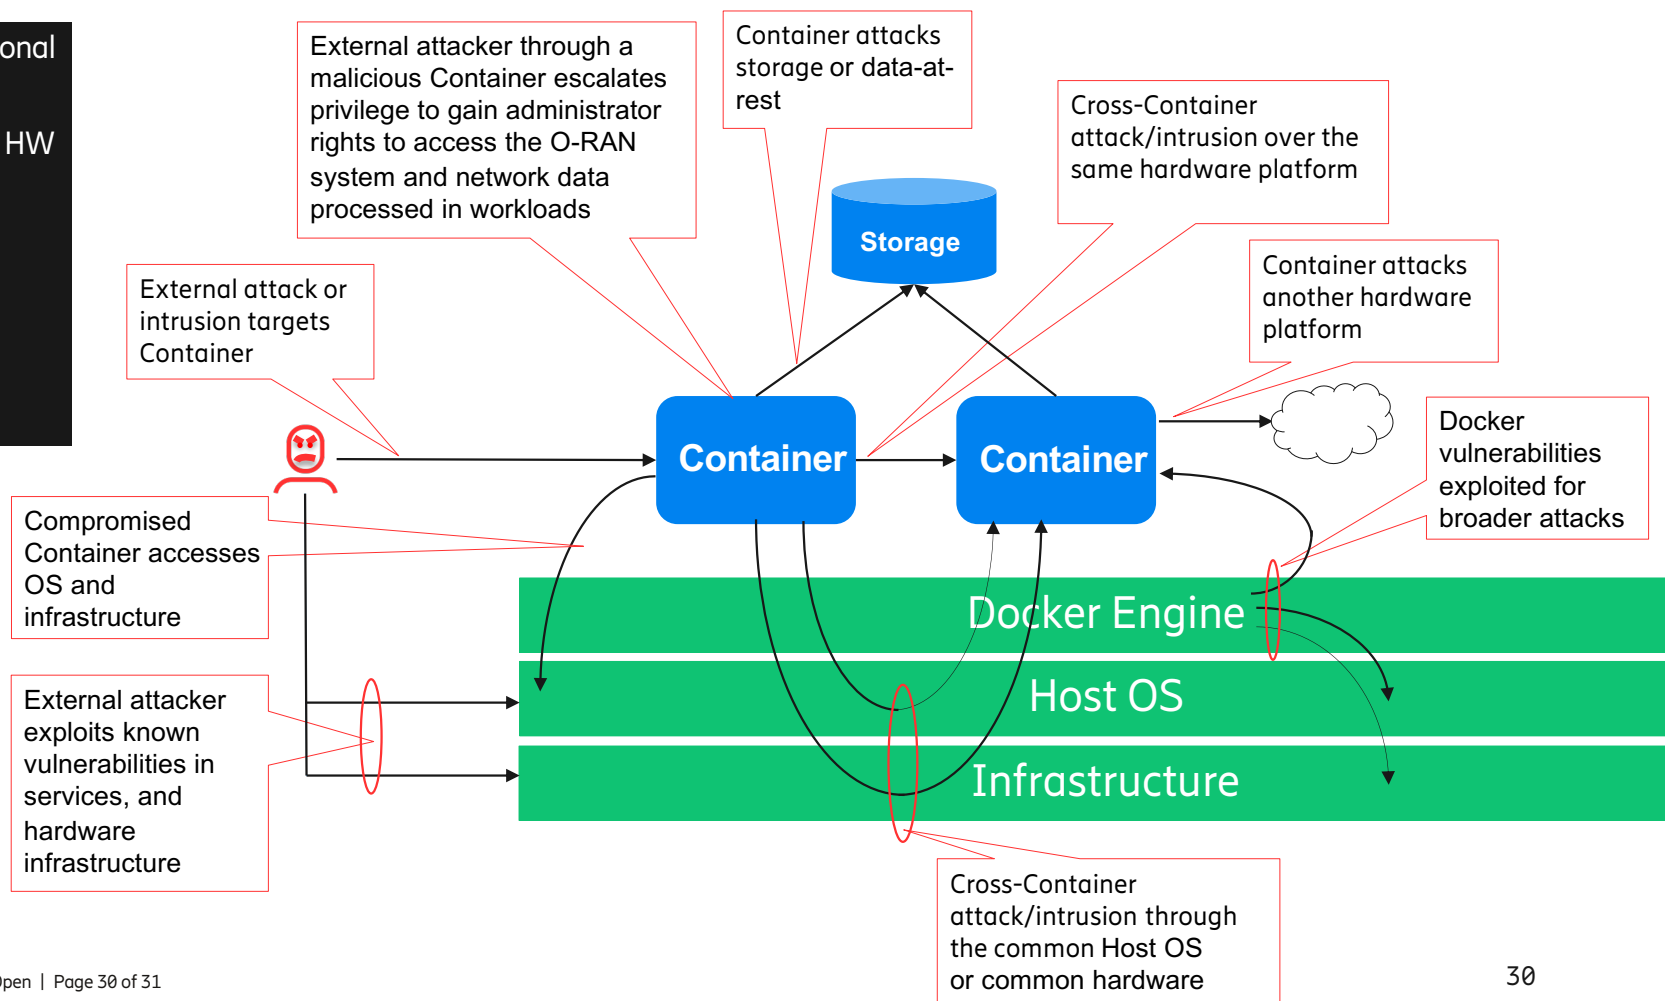 onal
HW
External attacker through a
malicious Container escalates
privilege to gain administrator
rights to access the O-RAN
system and network data
processed in workloads
Container attacks
storage or data-at-
rest
Cross-Container
attack/intrusion over the
same hardware platform
Storage
Container attacks
another hardware
platform
External attack or
intrusion targets
Container
Container
Container
Docker
vulnerabilities
exploited for
broader attacks
Compromised
Container accesses
OS and
infrastructure
Docker Engine
Host OS
Infrastructure
External attacker
exploits known
vulnerabilities in
services, and
hardware
infrastructure
Cross-Container
attack/intrusion through
the common Host OS
or common hardware
Open | Page 30 of 31
30